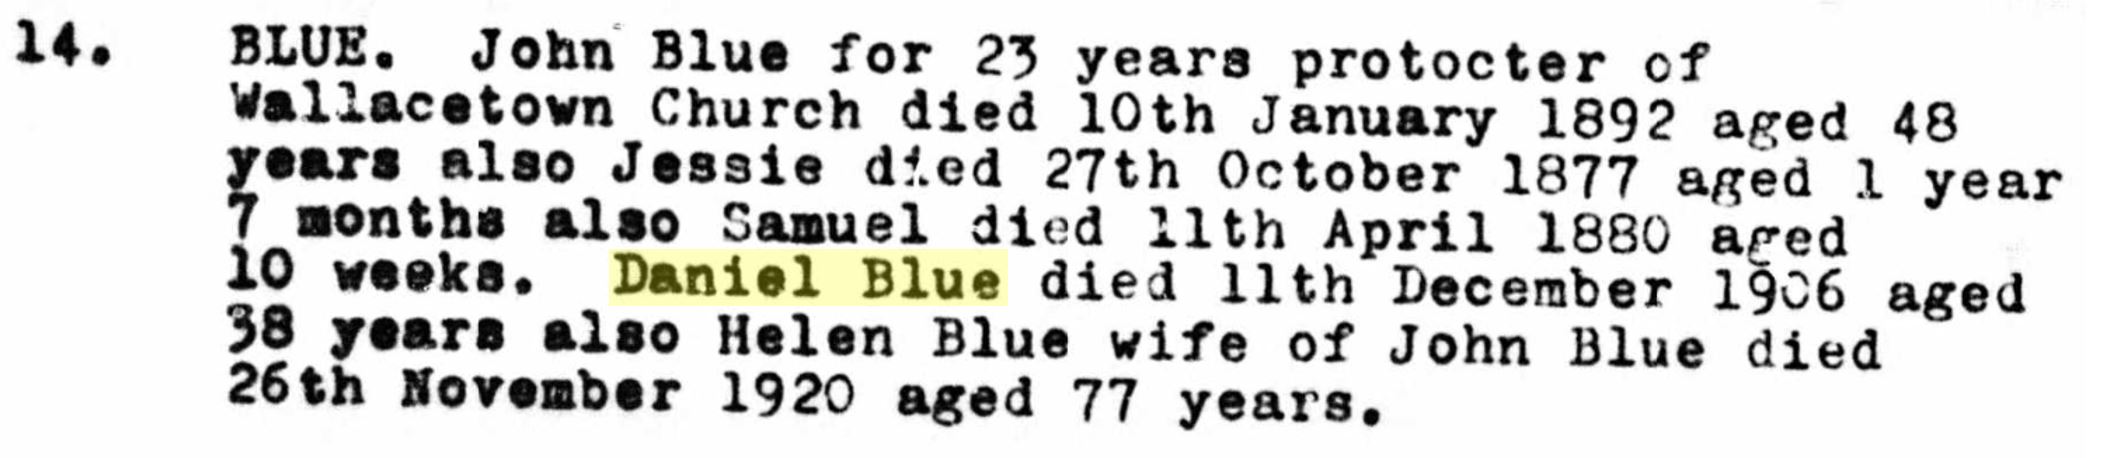 14. BLUE. John Blue for 23 years protocter of
Wallacetown Church died 10th January 1892 aged 48
years also Jessie died 27th October 1877 aged 1 year
7 months also Samuel died 11th April 1880 aged
10 weeks. Daniel Blue died 11th December 1906 aged
38 years also Helen Blue wife of John Blue died
26th November 1920 aged 77 years.